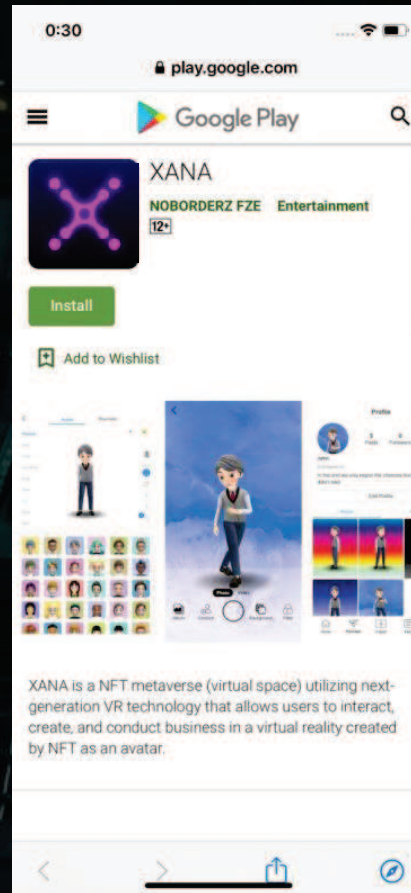 0:30
play.google.com
Google Play
XANA
NOBORDERZ FZE Entertainment
12+
Install
Add to Wishlist
Profile
Photo
XANA is a NFT metaverse (virtual space) utilizing next-
generation VR technology that allows users to interact,
create, and conduct business in a virtual reality created
by NFT as an avatar.